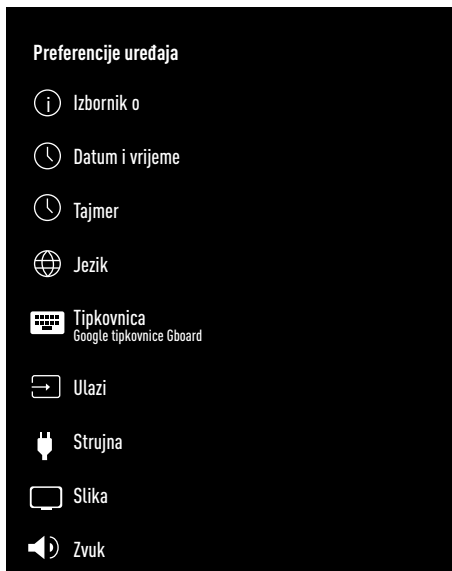 Preferencije uređaja
Izbornik o
Datum i vrijeme
Tajmer
Jezik
Tipkovnica
Google tipkovnice Gboard
Ulazi
Strujna
Slika
Zvuk